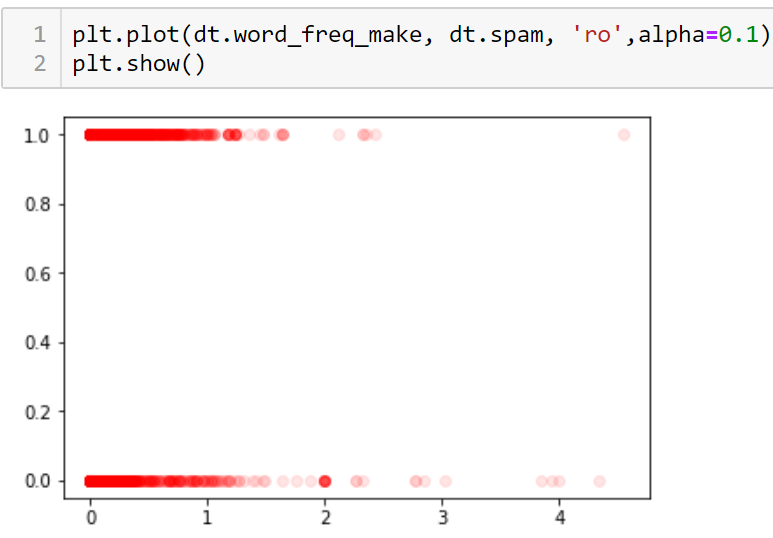 1 plt.plot(dt.word_freq_make, dt.spam, 'ro',alpha=0.1)
2 plt.show()
1.0
0.8
0.6
0.4
0.2
0.0
0 1 2 3 4